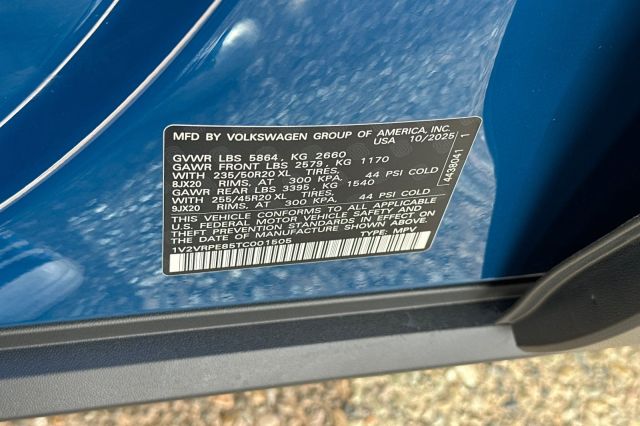 MFD BY VOLKSWAGEN GROUP OF AMERICA, INC.
USA 10/2025
GVWR LBS 5864, KG 2660
GAWR FRONT LBS 2579, KG 1170
WITH 235/50R20 XL TIRES,
8JX20 RIMS, AT 300 KPA, 44 PSI COLD
GAWR REAR LBS 3395, KG 1540
WITH 255/45R20 XL TIRES,
9JX20 RIMS, AT 300 KPA, 44 PSI COLD
THIS VEHICLE CONFORMS TO ALL APPLICABLE
U.S. FEDERAL MOTOR VEHICLE SAFETY AND
THEFT PREVENTION STANDARDS IN EFFECT ON
THE DATE OF MANUFACTURE SHOWN ABOVE.
1V2VRPE85TC001505 TYPE: MPV
4438041 1